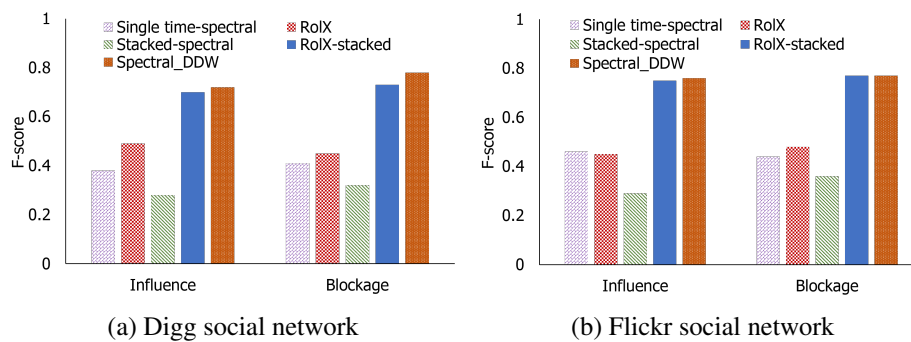 1
0.8
0.6
0.4
0.2
0
F-score
Single time-spectral
RolX
Stacked-spectral
RolX-stacked
Spectral_DDW
Influence
Blockage
(a) Digg social network
1
0.8
0.6
0.4
0.2
0
F-score
Single time-spectral
RolX
Stacked-spectral
RolX-stacked
Spectral_DDW
Influence
Blockage
(b) Flickr social network